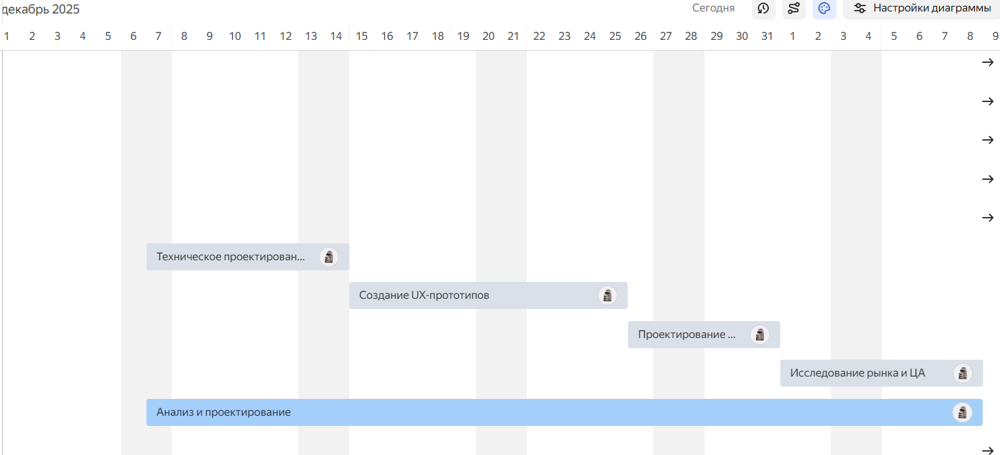 декабрь 2025
Сегодня
Настройки диаграммы
1 2 3 4 5 6 7 8 9 10 11 12 13 14 15 16 17 18 19 20 21 22 23 24 25 26 27 28 29 30 31 1 2 3 4 5 6 7 8 9
Техническое проектирован...
Создание UX-прототипов
Проектирование ...
Исследование рынка и ЦА
Анализ и проектирование